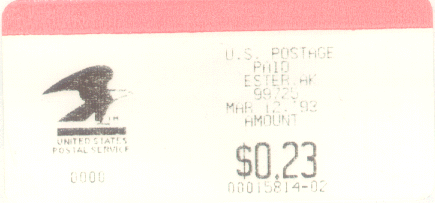 UNITED STATES
POSTAL SERVICE
0000
U.S. POSTAGE
PAID
ESTER, AK
99725
MAR 12, '93
AMOUNT
$0.23
00015814-02